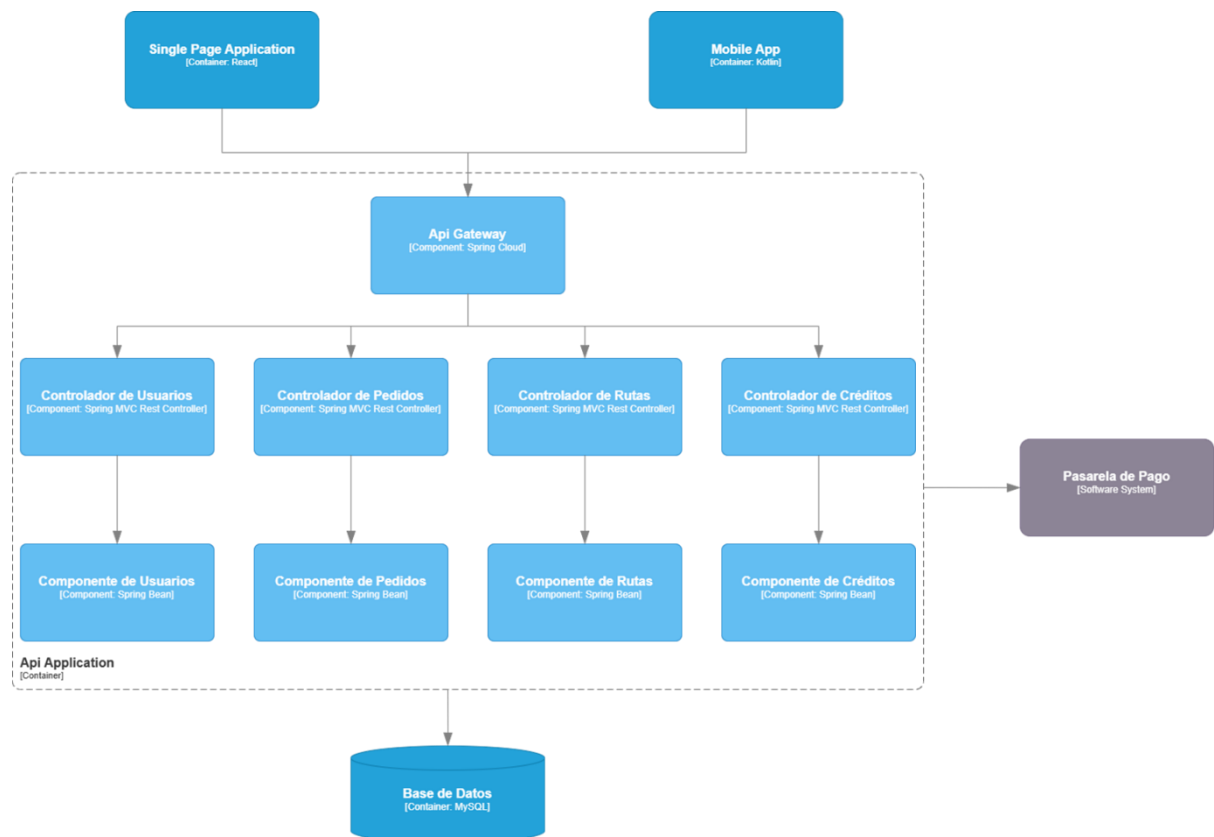 Single Page Application
[Container: React]
Mobile App
[Container: Kotlin]
Api Gateway
[Component: Spring Cloud]
Controlador de Usuarios
[Component: Spring MVC Rest Controller]
Controlador de Pedidos
[Component: Spring MVC Rest Controller]
Controlador de Rutas
[Component: Spring MVC Rest Controller]
Controlador de Créditos
[Component: Spring MVC Rest Controller]
Pasarela de Pago
[Software System]
Componente de Usuarios
[Component: Spring Bean]
Componente de Pedidos
[Component: Spring Bean]
Componente de Rutas
[Component: Spring Bean]
Componente de Créditos
[Component: Spring Bean]
Api Application
[Container]
Base de Datos
[Container: MySQL]